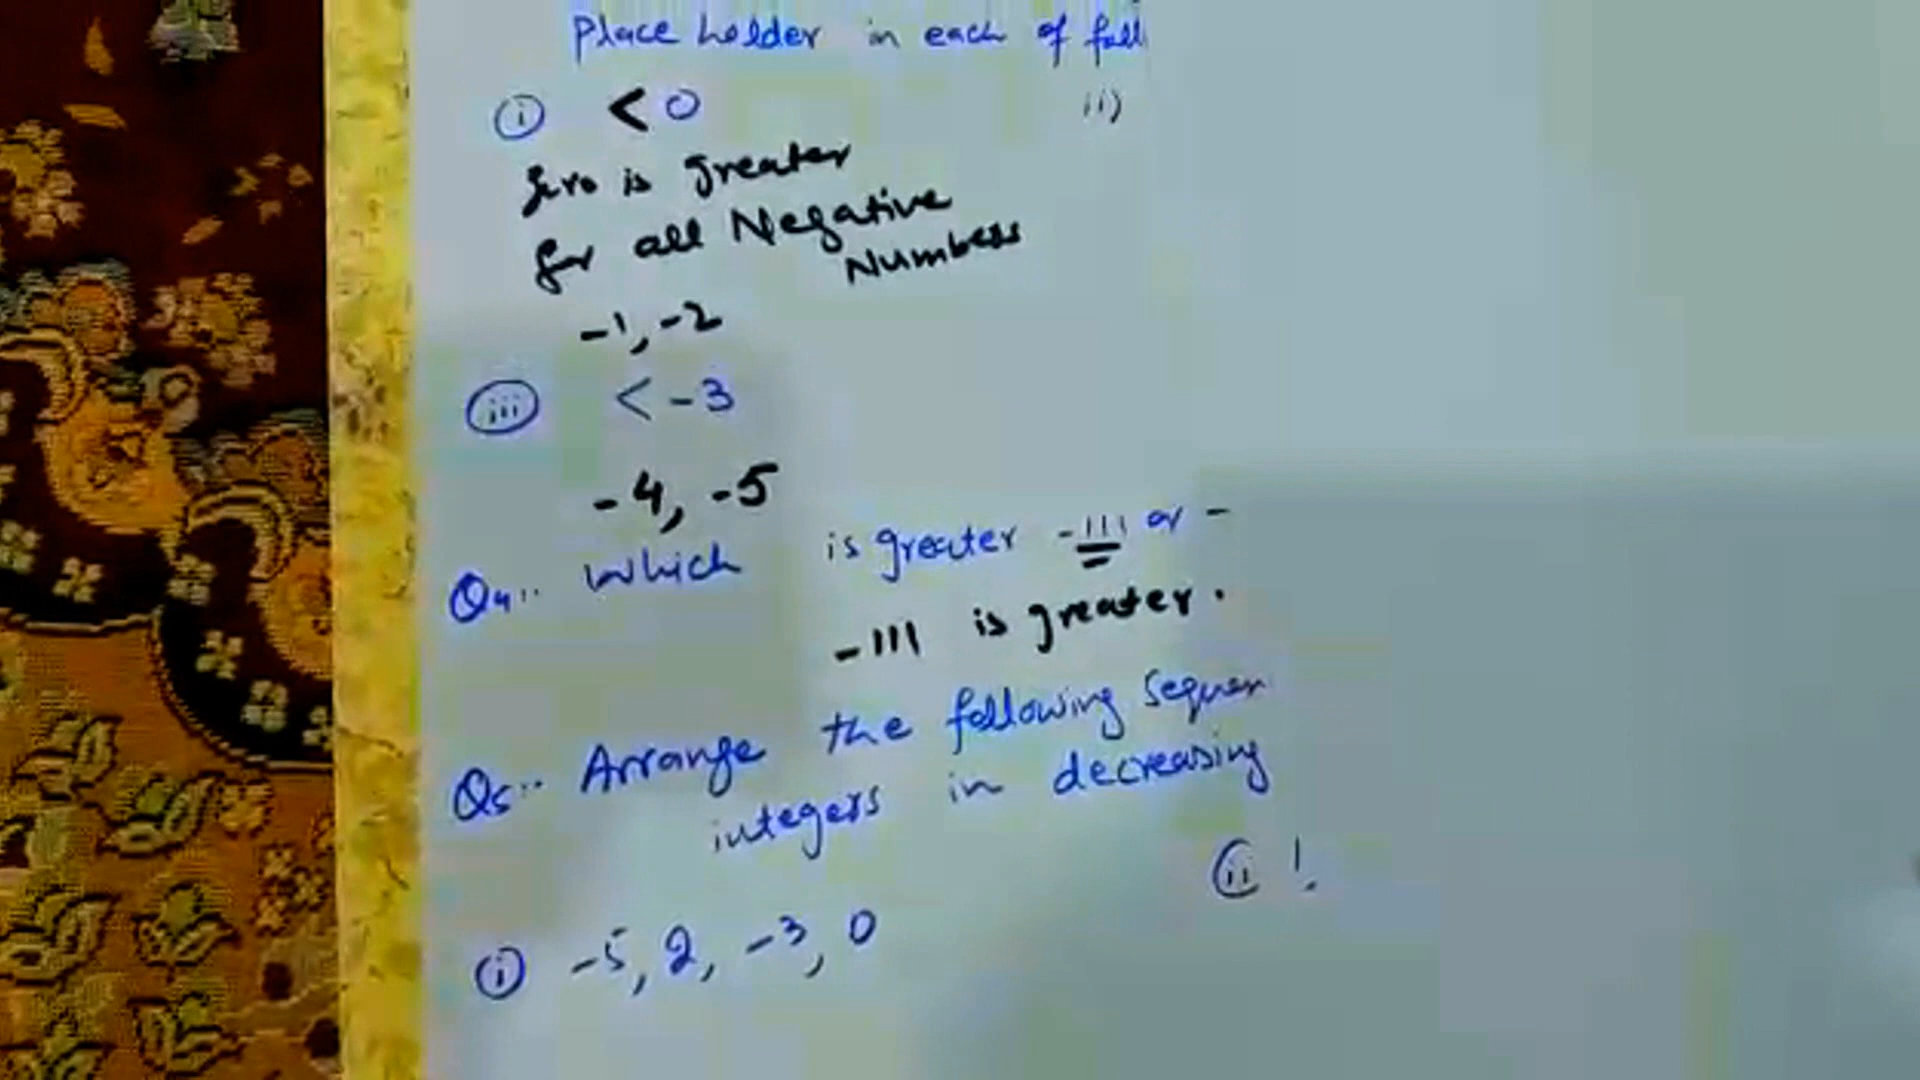 Place holder in each of foll
(i) < 0 ii)
Zero is greater
for all Negative
Numbers
-1, -2
(iii) < -3
-4, -5
Q4:. Which is greater -111 or -
-111 is greater.
Q5:. Arrange the following Sequen
integers in decreasing
(ii) 1,
(i) -5, 2, -3, 0